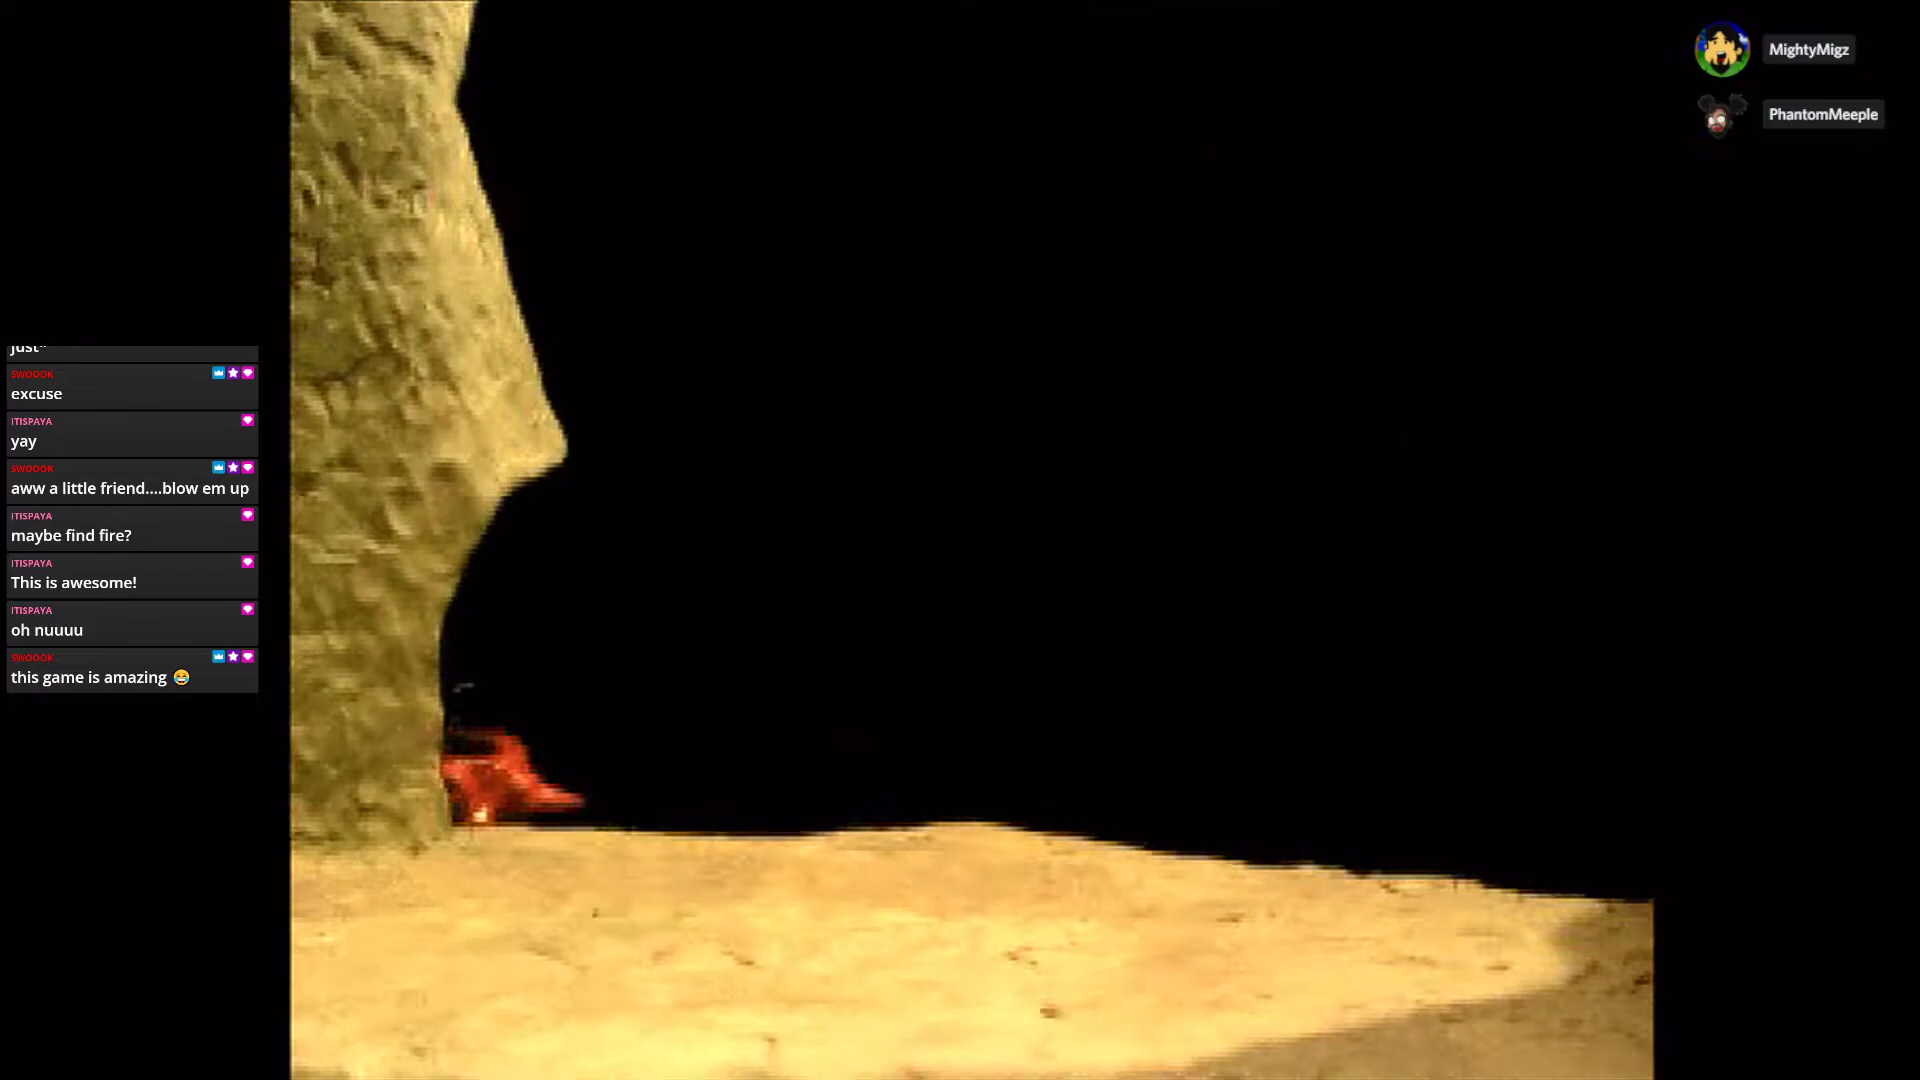 MightyMigz
PhantomMeeple
just"
SWOOOK
excuse
ITISPAYA
yay
SWOOOK
aww a little friend....blow em up
ITISPAYA
maybe find fire?
ITISPAYA
This is awesome!
ITISPAYA
oh nuuuu
SWOOOK
this game is amazing 😂